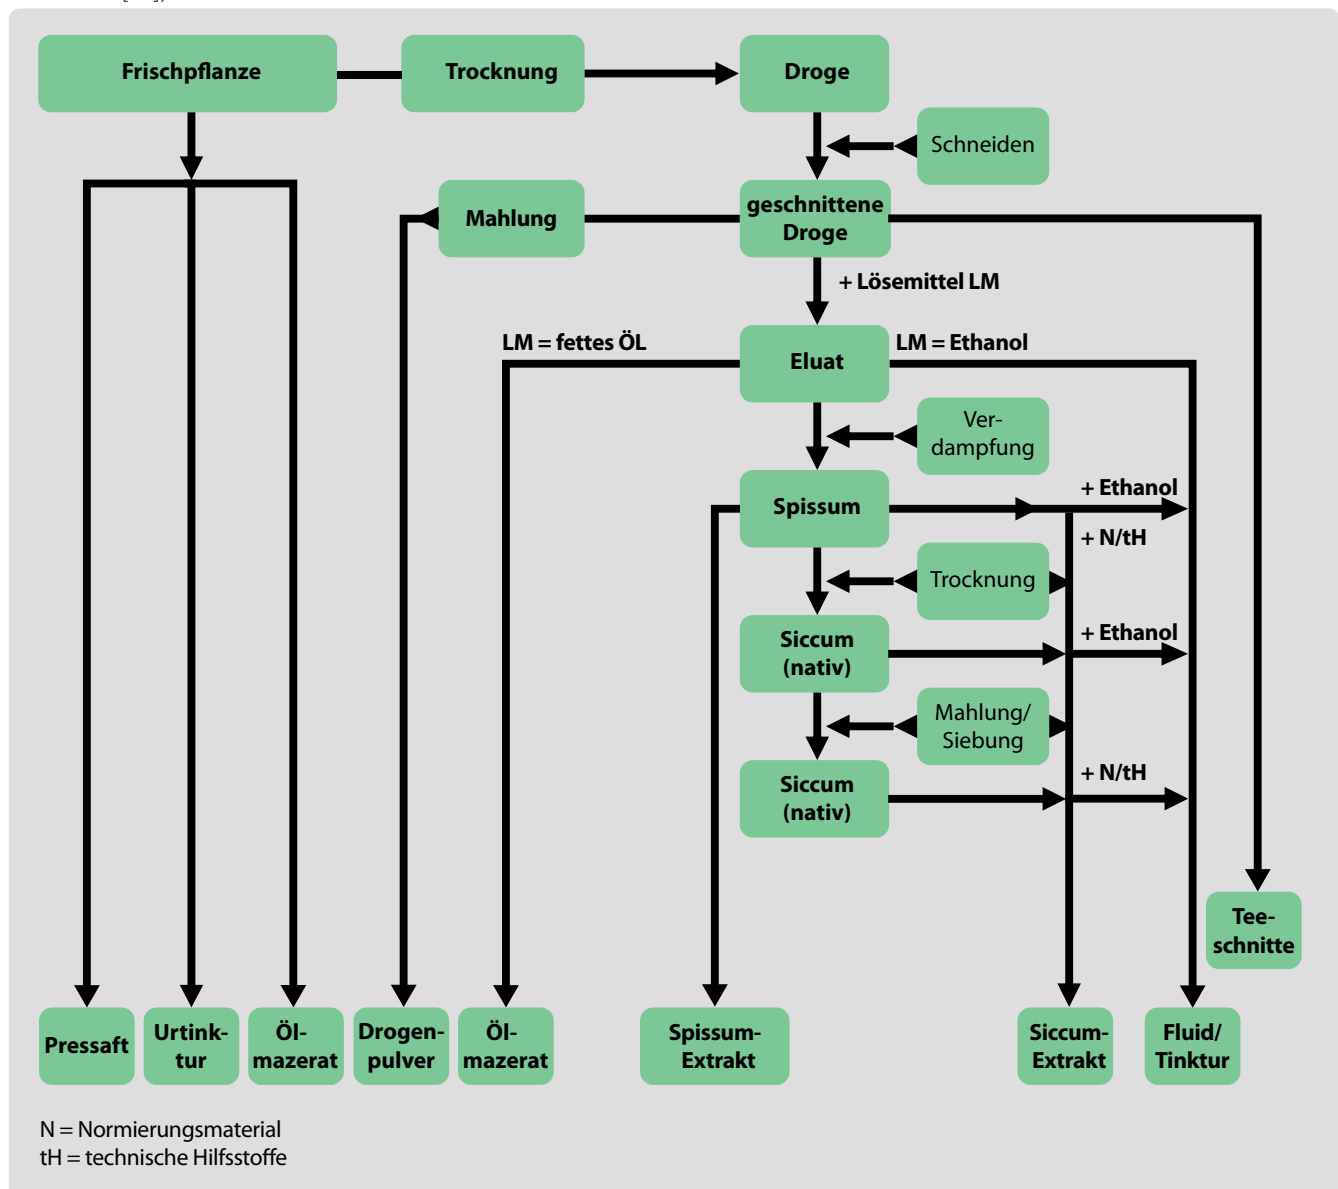 Frischpflanze
Trocknung
Droge
Schneiden
Mahlung
geschnittene
Droge
+ Lösemittel LM
LM = fettes ÖL
Eluat
LM = Ethanol
Ver-
dampfung
Spissum
+ Ethanol
+ N/tH
Trocknung
Siccum
(nativ)
+ Ethanol
Mahlung/
Siebung
Siccum
(nativ)
+ N/tH
Tee-
schnitte
Pressaft
Urtink-
tur
Öl-
mazerat
Drogen-
pulver
Öl-
mazerat
Spissum-
Extrakt
Siccum-
Extrakt
Fluid/
Tinktur
N = Normierungsmaterial
tH = technische Hilfsstoffe